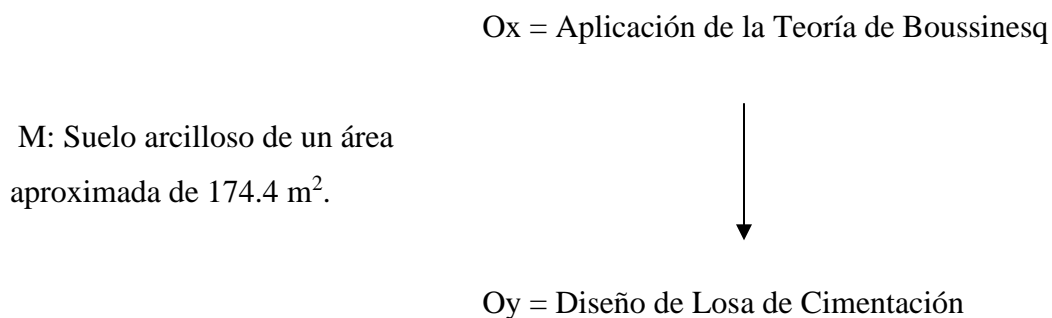 Ox = Aplicación de la Teoría de Boussinesq
M: Suelo arcilloso de un área
aproximada de 174.4 m².
Oy = Diseño de Losa de Cimentación